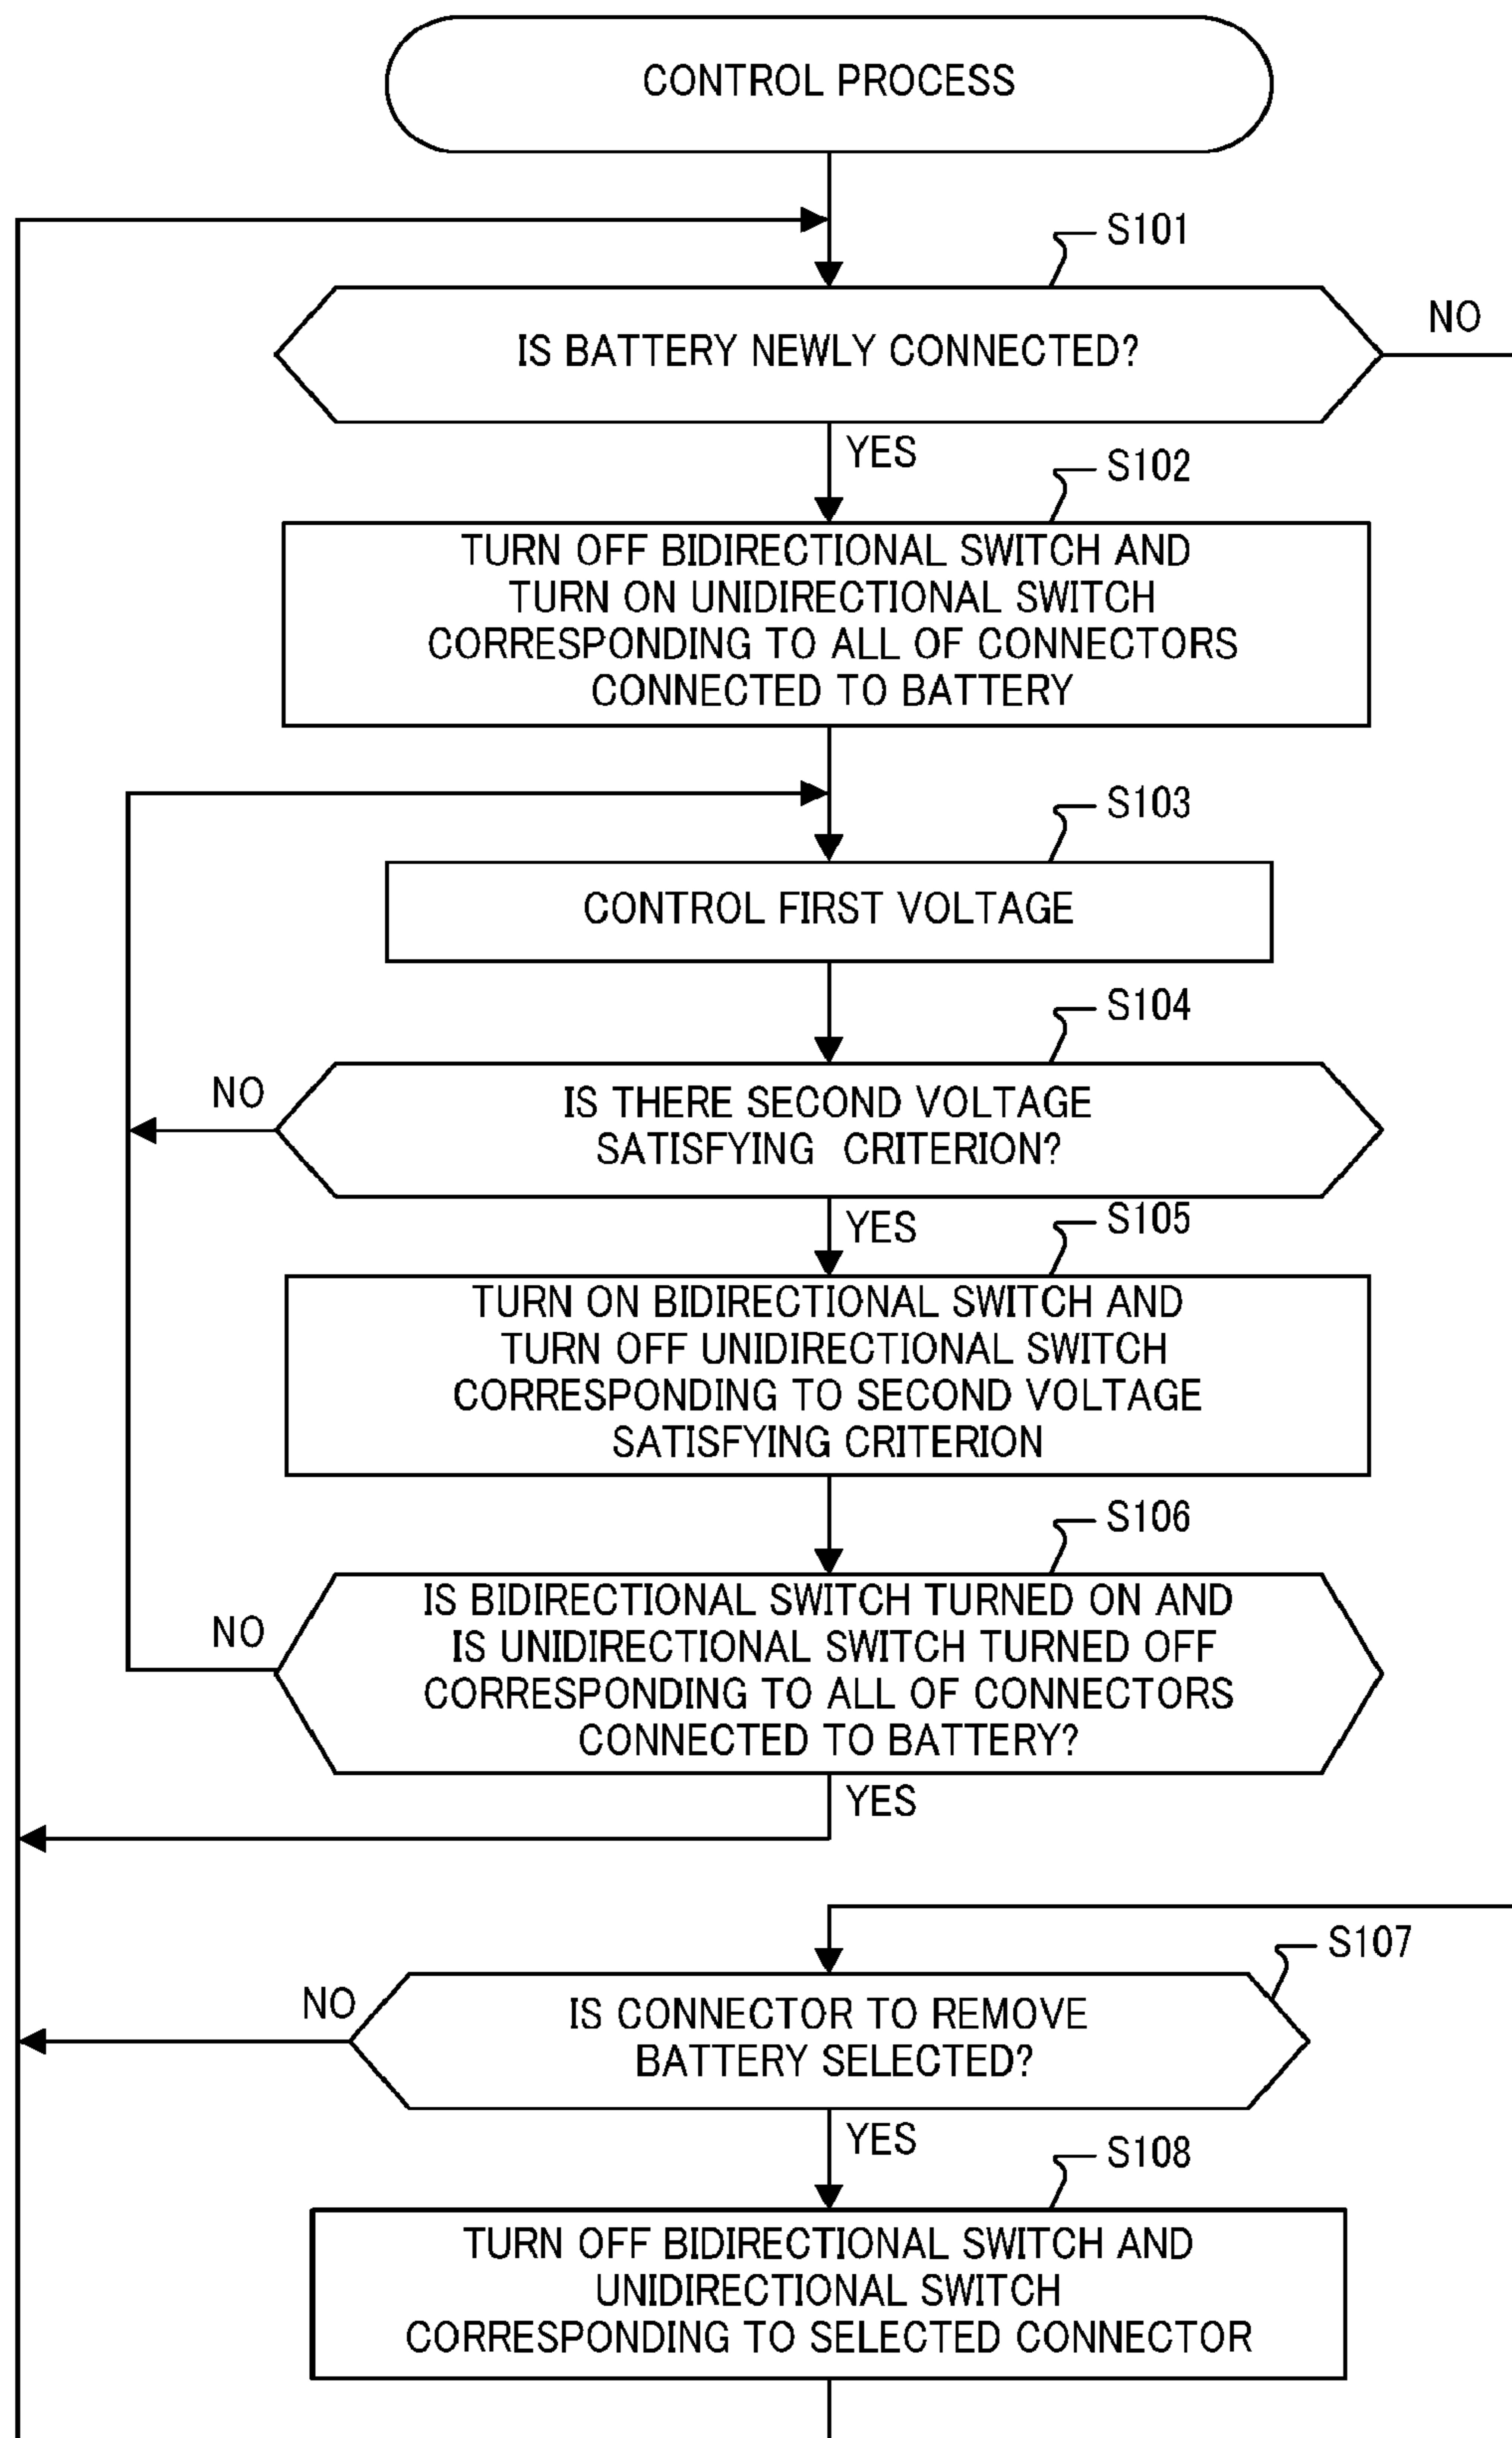 CONTROL PROCESS
S101
IS BATTERY NEWLY CONNECTED?
NO
YES
S102
TURN OFF BIDIRECTIONAL SWITCH AND
TURN ON UNIDIRECTIONAL SWITCH
CORRESPONDING TO ALL OF CONNECTORS
CONNECTED TO BATTERY
S103
CONTROL FIRST VOLTAGE
S104
NO
IS THERE SECOND VOLTAGE
SATISFYING CRITERION?
YES
S105
TURN ON BIDIRECTIONAL SWITCH AND
TURN OFF UNIDIRECTIONAL SWITCH
CORRESPONDING TO SECOND VOLTAGE
SATISFYING CRITERION
S106
NO
IS BIDIRECTIONAL SWITCH TURNED ON AND
IS UNIDIRECTIONAL SWITCH TURNED OFF
CORRESPONDING TO ALL OF CONNECTORS
CONNECTED TO BATTERY?
YES
S107
NO
IS CONNECTOR TO REMOVE
BATTERY SELECTED?
YES
S108
TURN OFF BIDIRECTIONAL SWITCH AND
UNIDIRECTIONAL SWITCH
CORRESPONDING TO SELECTED CONNECTOR